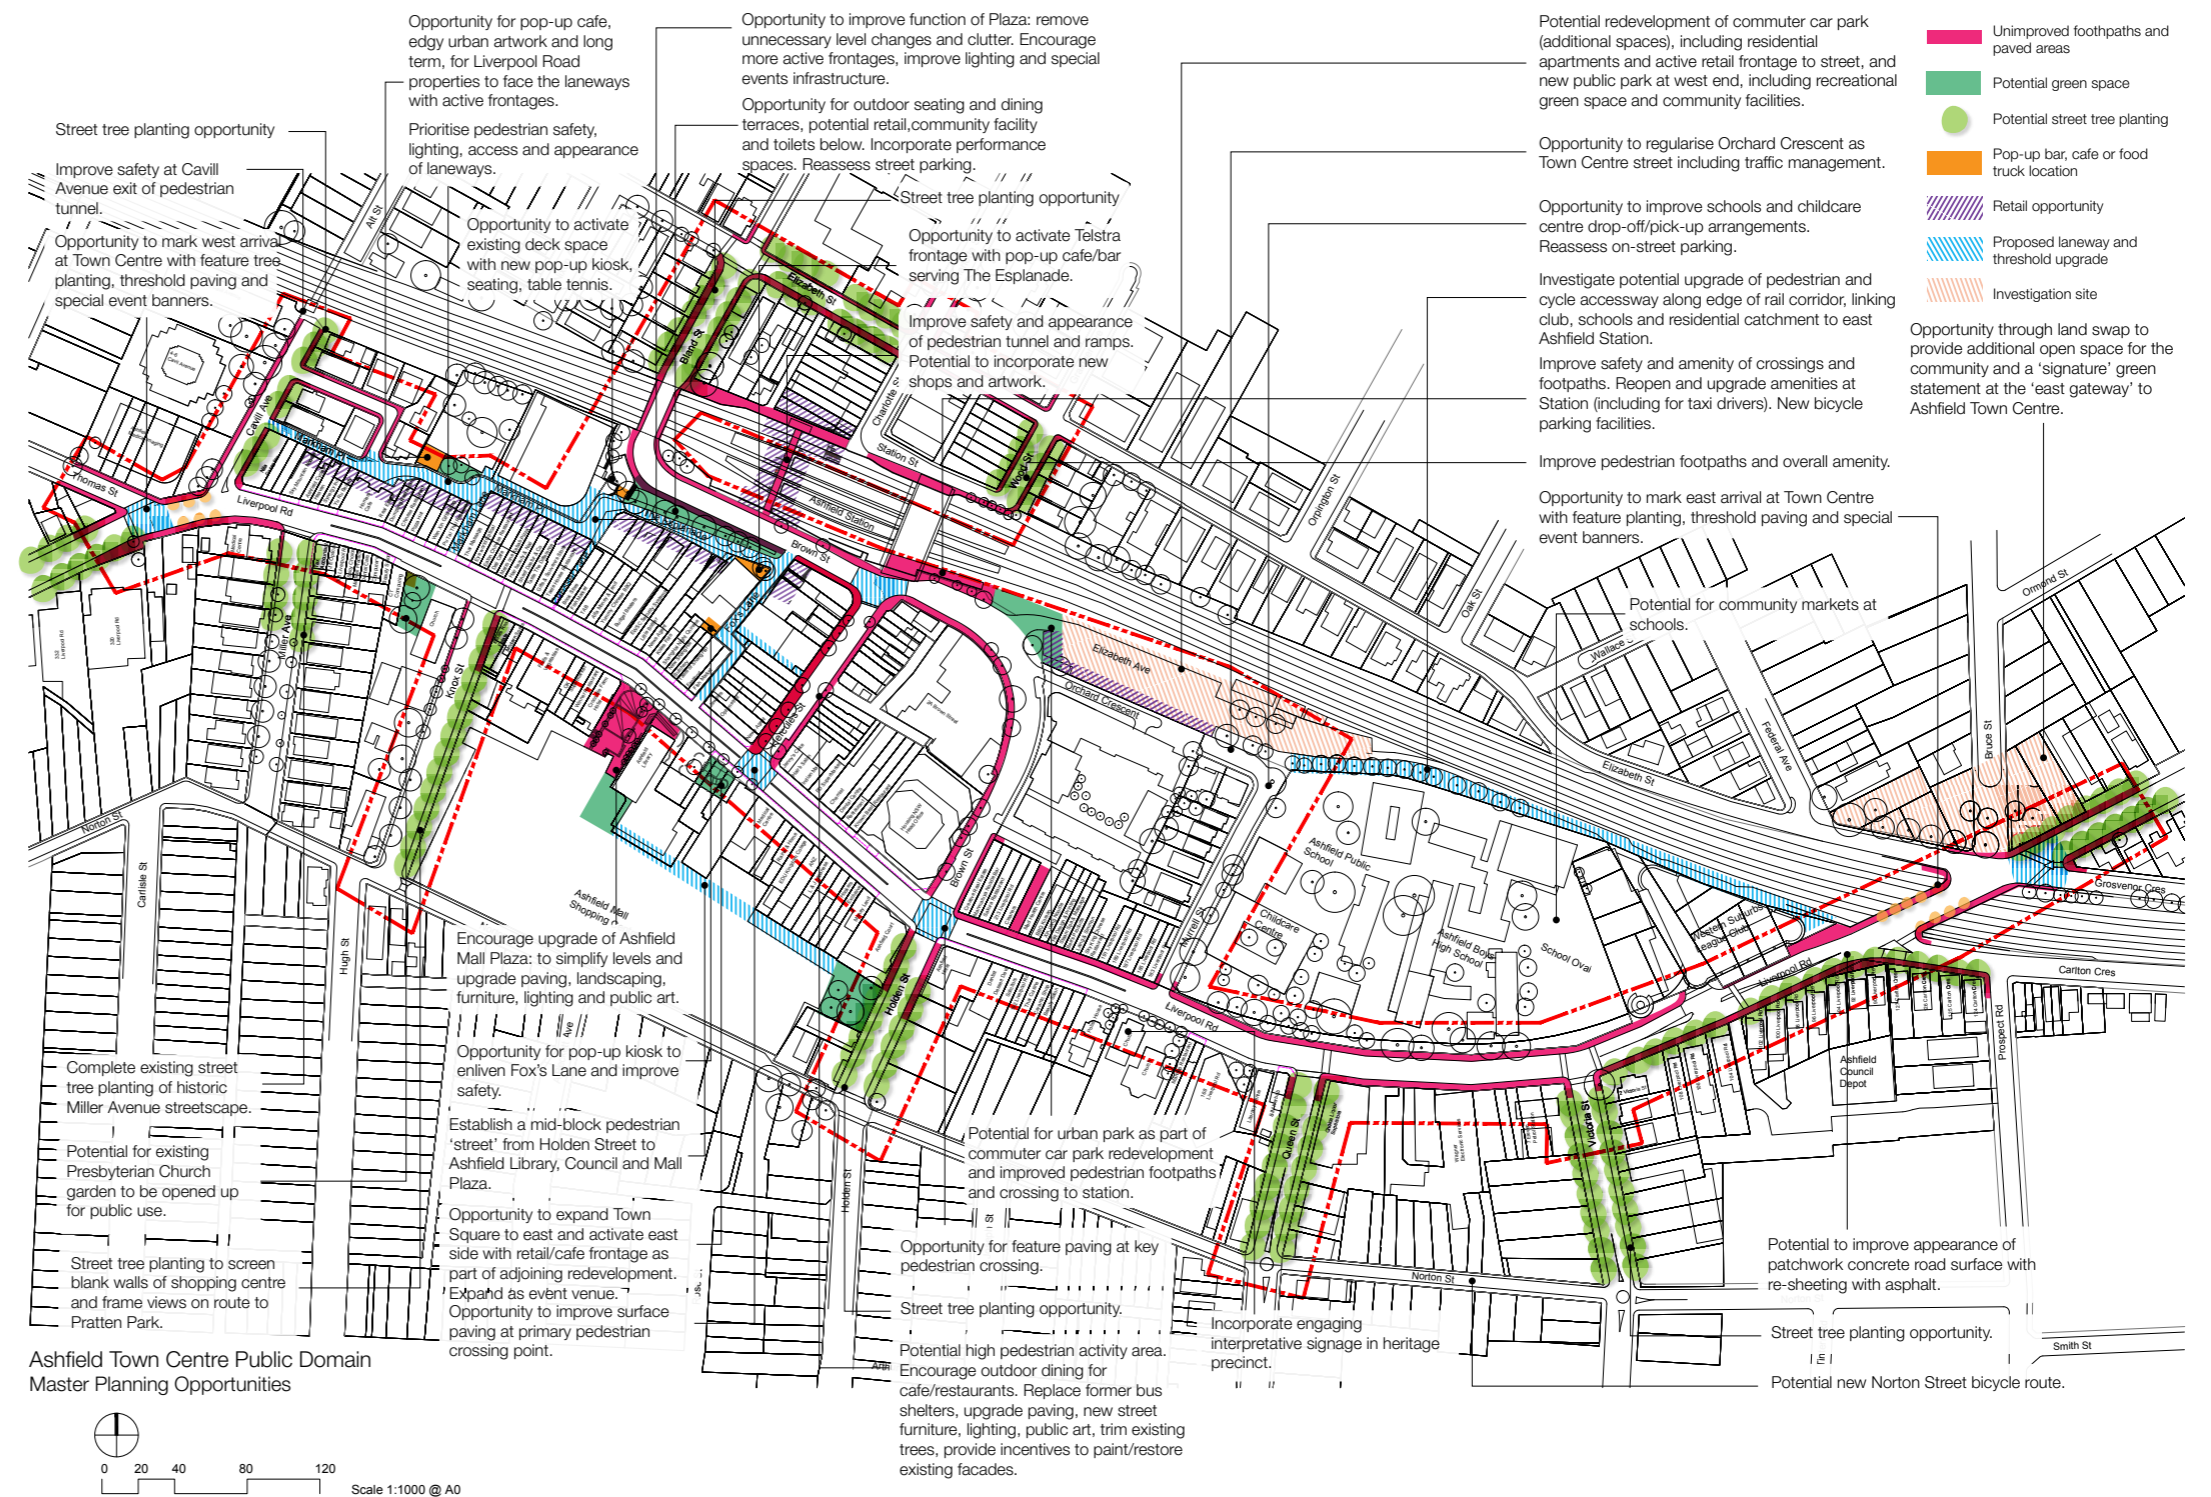 Opportunity for pop-up cafe,
edgy urban artwork and long
term, for Liverpool Road
properties to face the laneways
with active frontages.
Prioritise pedestrian safety,
lighting, access and appearance
of laneways.
Street tree planting opportunity
Improve safety at Cavill
Avenue exit of pedestrian
tunnel.
Opportunity to mark west arrival
at Town Centre with feature tree
planting, threshold paving and
special event banners.
Opportunity to activate
existing deck space
with new pop-up kiosk,
seating, table tennis.
Opportunity to improve function of Plaza: remove
unnecessary level changes and clutter. Encourage
more active frontages, improve lighting and special
events infrastructure.
Opportunity for outdoor seating and dining
terraces, potential retail,community facility
and toilets below. Incorporate performance
spaces. Reassess street parking.
Street tree planting opportunity
Opportunity to activate Telstra
frontage with pop-up cafe/bar
serving The Esplanade.
Improve safety and appearance
of pedestrian tunnel and ramps.
Potential to incorporate new
shops and artwork.
Potential redevelopment of commuter car park
(additional spaces), including residential
apartments and active retail frontage to street, and
new public park at west end, including recreational
green space and community facilities.
Opportunity to regularise Orchard Crescent as
Town Centre street including traffic management.
Opportunity to improve schools and childcare
centre drop-off/pick-up arrangements.
Reassess on-street parking.
Investigate potential upgrade of pedestrian and
cycle accessway along edge of rail corridor, linking
club, schools and residential catchment to east
Ashfield Station.
Improve safety and amenity of crossings and
footpaths. Reopen and upgrade amenities at
Station (including for taxi drivers). New bicycle
parking facilities.
Improve pedestrian footpaths and overall amenity.
Opportunity to mark east arrival at Town Centre
with feature planting, threshold paving and special
event banners.
Unimproved footpaths and
paved areas
Potential green space
Potential street tree planting
Pop-up bar, cafe or food
truck location
Retail opportunity
Proposed laneway and
threshold upgrade
Investigation site
Opportunity through land swap to
provide additional open space for the
community and a ‘signature’ green
statement at the ‘east gateway’ to
Ashfield Town Centre.
Potential for community markets at
schools.
Alt St
Elizabeth St
Bland St
Cavill Ave
Thomas St
Liverpool Rd
Markham Pl
The Esplanade
Charlotte St
Station St
Wood St
Ashfield Station
Brown St
Fox's Lane
Hercules St
Miller Ave
Knox St
Elizabeth Ave
Orchard Crescent
Orpington St
Oak St
Wallace
Federal Ave
Elizabeth St
Bruce St
Ormond St
Grosvenor Cres
Carlton Cres
Prospect Rd
Norton St
Carlisle St
Hugh St
Ashfield Mall
Shopping
Ashfield
Library
Brown St
Murrell St
Holden St
Liverpool Rd
Childcare
Centre
Ashfield Public
School
Ashfield Boys
High School
School Oval
Western Suburbs
League Club
Liverpool Rd
Ashfield
Council
Depot
Queen St
Victoria St
Norton St
Holden St
Smith St
Encourage upgrade of Ashfield
Mall Plaza: to simplify levels and
upgrade paving, landscaping,
furniture, lighting and public art.
Ave
Opportunity for pop-up kiosk to
enliven Fox’s Lane and improve
safety.
Establish a mid-block pedestrian
‘street’ from Holden Street to
Ashfield Library, Council and Mall
Plaza.
Opportunity to expand Town
Square to east and activate east
side with retail/cafe frontage as
part of adjoining redevelopment.
Expand as event venue.
Opportunity to improve surface
paving at primary pedestrian
crossing point.
Complete existing street
tree planting of historic
Miller Avenue streetscape.
Potential for existing
Presbyterian Church
garden to be opened up
for public use.
Street tree planting to screen
blank walls of shopping centre
and frame views on route to
Pratten Park.
Potential for urban park as part of
commuter car park redevelopment
and improved pedestrian footpaths
and crossing to station.
St
Opportunity for feature paving at key
pedestrian crossing.
Street tree planting opportunity.
Potential high pedestrian activity area.
Encourage outdoor dining for
cafe/restaurants. Replace former bus
shelters, upgrade paving, new street
furniture, lighting, public art, trim existing
trees, provide incentives to paint/restore
existing facades.
Incorporate engaging
interpretative signage in heritage
precinct.
Potential to improve appearance of
patchwork concrete road surface with
re-sheeting with asphalt.
Street tree planting opportunity.
Potential new Norton Street bicycle route.
Ashfield Town Centre Public Domain
Master Planning Opportunities
0 20 40 80 120
Scale 1:1000 @ A0